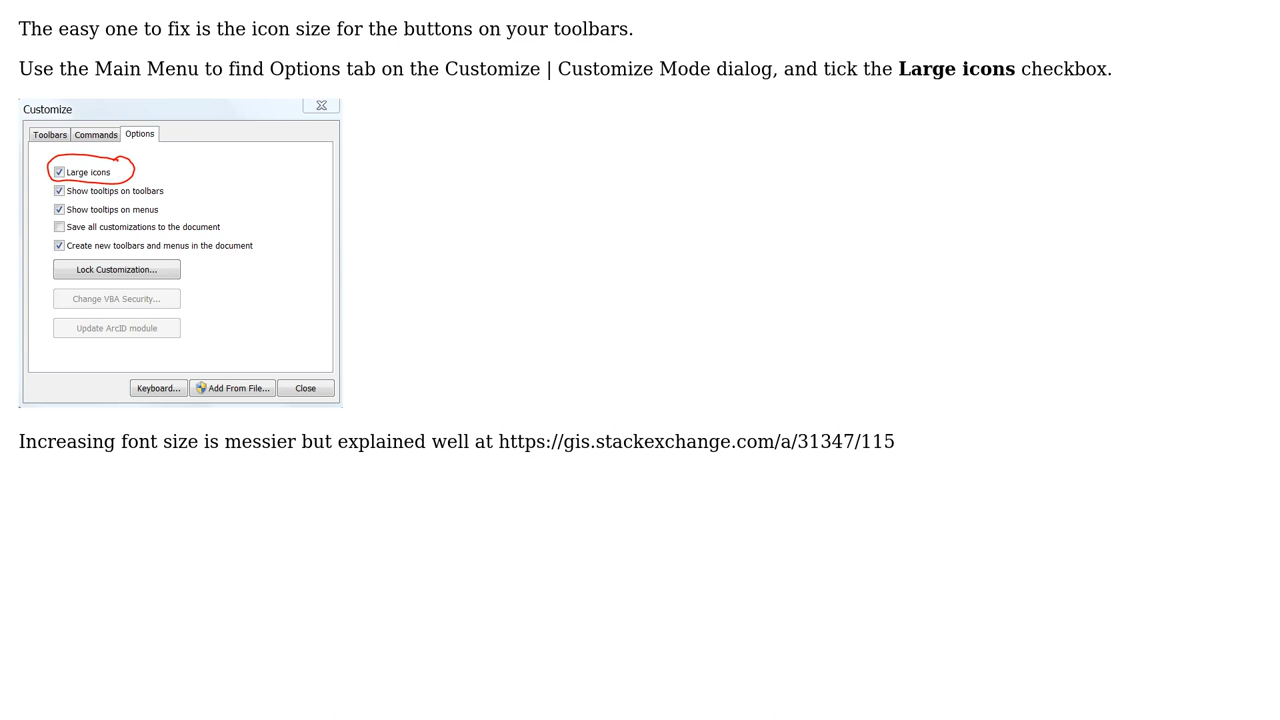 The easy one to fix is the icon size for the buttons on your toolbars.
Use the Main Menu to find Options tab on the Customize | Customize Mode dialog, and tick the Large icons checkbox.
Customize
Toolbars Commands Options
Large icons
Show tooltips on toolbars
Show tooltips on menus
Save all customizations to the document
Create new toolbars and menus in the document
Lock Customization...
Change VBA Security...
Update ArcID module
Keyboard... Add From File... Close
Increasing font size is messier but explained well at https://gis.stackexchange.com/a/31347/115